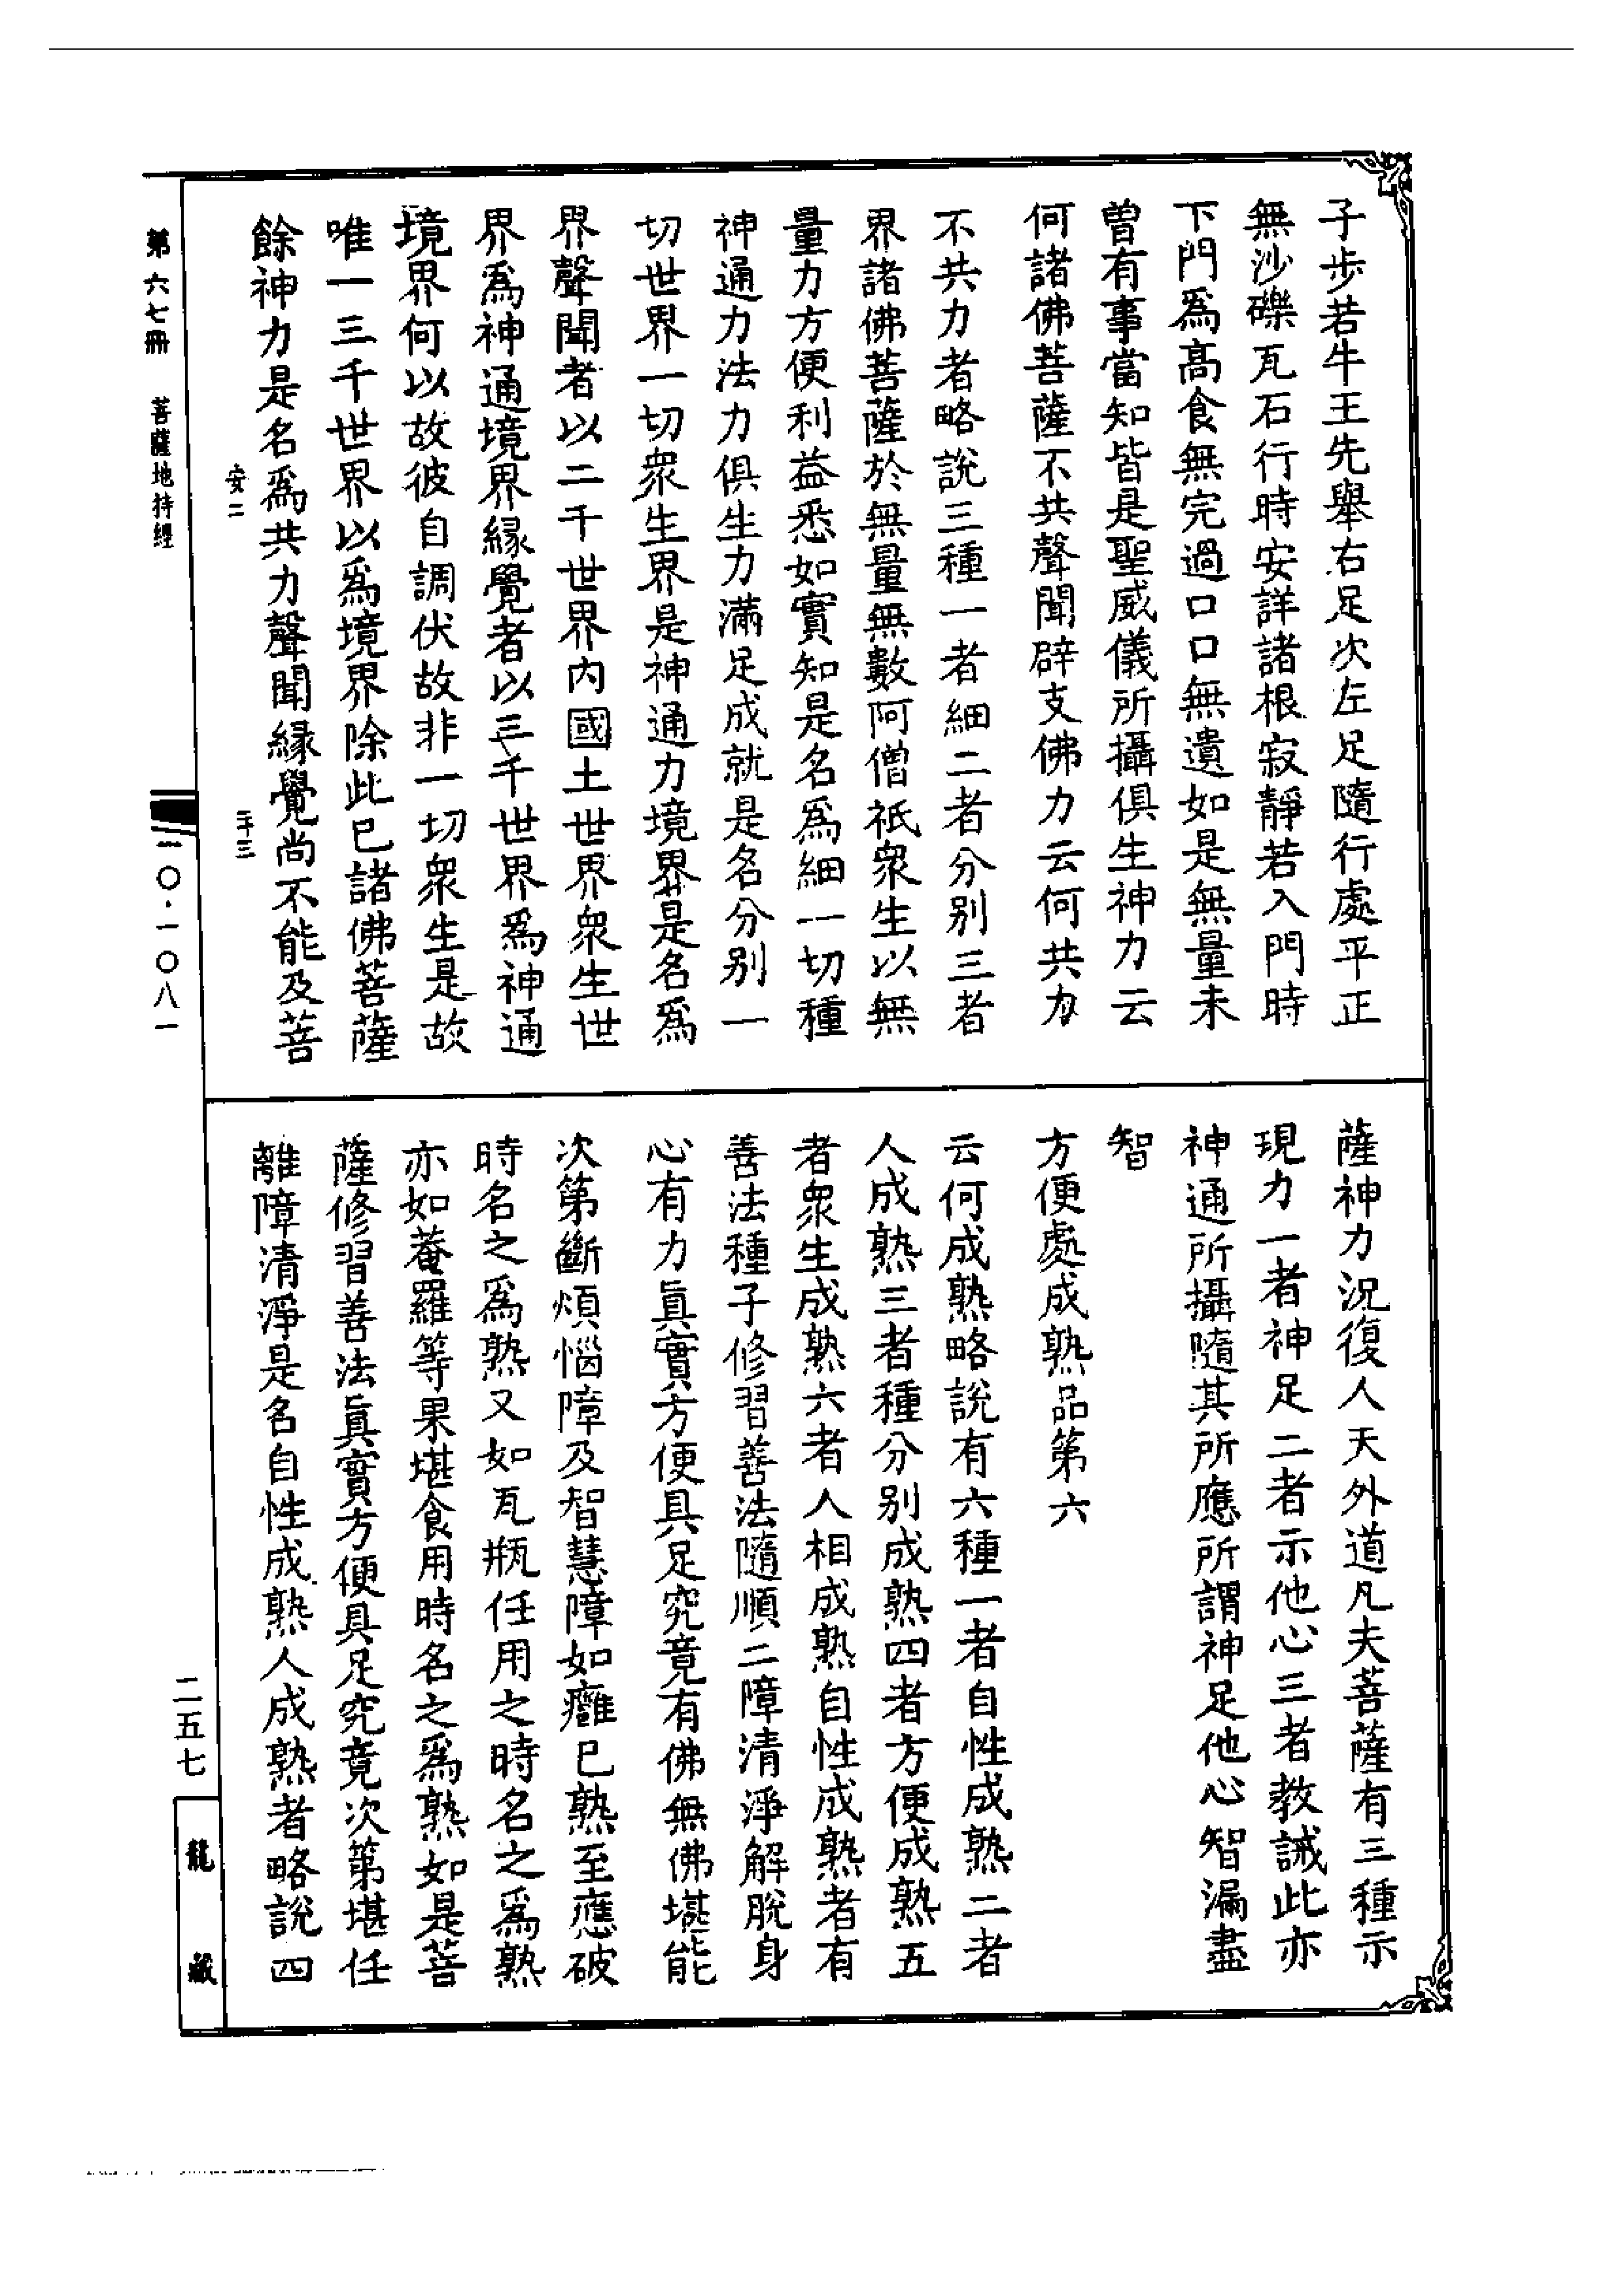 子步若牛王先舉右足次左足隨行處平正
無沙礫瓦石行時安詳諸根寂靜若入門時
下門爲高食無完過口口無遺如是無量未
曾有事當知皆是聖威儀所攝俱生神力云
何諸佛菩薩不共聲聞辟支佛力云何共力
不共力者略說三種一者細二者分别三者
界諸佛菩薩於無量無數阿僧祇衆生以無
量力方便利益悉如實知是名爲細一切種
神通力法力俱生力滿足成就是名分别一
切世界一切衆生界是神通力境界是名爲
界聲聞者以二千世界内國土世界衆生世
界爲神通境界緣覺者以三千世界爲神通
境界何以故彼自調伏故非一切衆生是故
唯一三千世界以爲境界除此已諸佛菩薩
餘神力是名爲共力聲聞緣覺尚不能及菩
安二
三十三
第六七冊 菩薩地持經
一〇·一〇八一
薩神力況復人天外道凡夫菩薩有三種示
現力一者神足二者示他心三者教誡此亦
神通所攝隨其所應所謂神足他心智漏盡
智
方便處成熟品第六
云何成熟略說有六種一者自性成熟二者
人成熟三者種分别成熟四者方便成熟五
者衆生成熟六者人相成熟自性成熟者有
善法種子修習善法隨順二障清淨解脫身
心有力眞實方便具足究竟有佛無佛堪能
次第斷煩惱障及智慧障如癰已熟至應破
時名之爲熟又如瓦瓶任用之時名之爲熟
亦如菴羅等果堪食用時名之爲熟如是菩
薩修習善法眞實方便具足究竟次第堪任
離障清淨是名自性成熟人成熟者略說四
二五七
龍藏